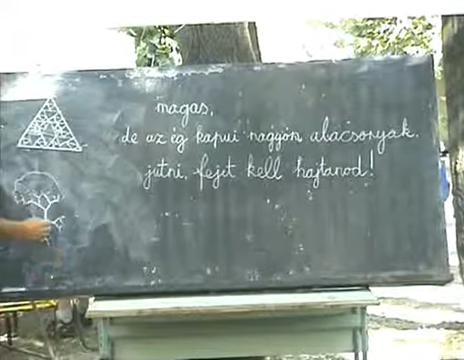 magas,
de az ég kapui nagyon alacsonyak.
jutni, fejet kell hajtanod!